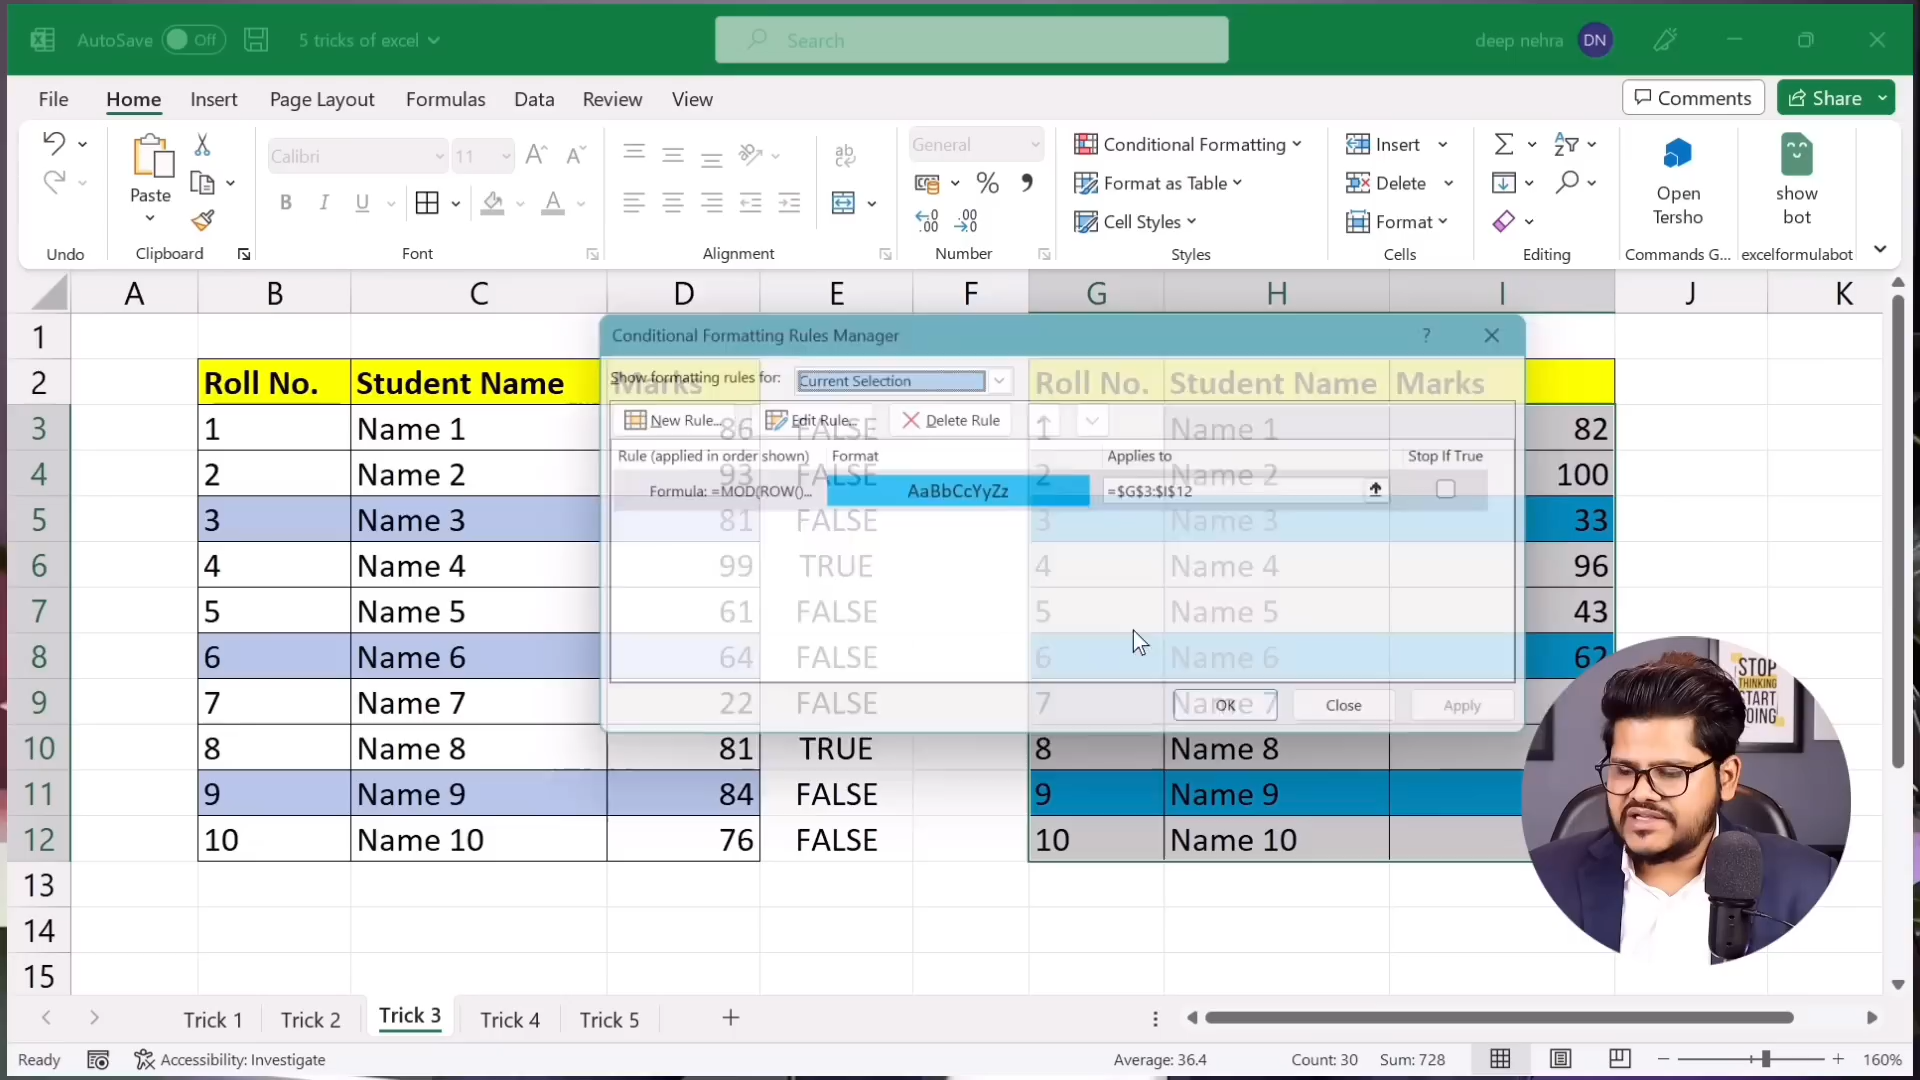 AutoSave Off 5 tricks of excel Search deep nehra DN
File Home Insert Page Layout Formulas Data Review View Comments Share
Paste Calibri 11 General Conditional Formatting Insert
Format as Table Delete Open Tersho show bot
B I U Cell Styles Format
Undo Clipboard Font Alignment Number Styles Cells Editing Commands G... excelformulabot
A B C D E F G H I J K
1 Conditional Formatting Rules Manager ?
2 Roll No. Student Name Marks Show formatting rules for: Current Selection Roll No. Student Name Marks
3 1 Name 1 86 FALSE 1 Name 1 82
New Rule... Edit Rule... Delete Rule
Rule (applied in order shown) Format Applies to Stop If True
4 2 Name 2 93 FALSE 2 Name 2 100
Formula: =MOD(ROW()... AaBbCcYyZz =$G$3:$I$12
5 3 Name 3 81 FALSE 3 Name 3 33
6 4 Name 4 99 TRUE 4 Name 4 96
7 5 Name 5 61 FALSE 5 Name 5 43
8 6 Name 6 64 FALSE 6 Name 6 62
9 7 Name 7 22 FALSE 7 Name 7
OK Close Apply
10 8 Name 8 81 TRUE 8 Name 8
11 9 Name 9 84 FALSE 9 Name 9
12 10 Name 10 76 FALSE 10 Name 10
13
14
15
STOP
THINKING
START
DOING
Trick 1 Trick 2 Trick 3 Trick 4 Trick 5
Ready Accessibility: Investigate Average: 36.4 Count: 30 Sum: 728 160%